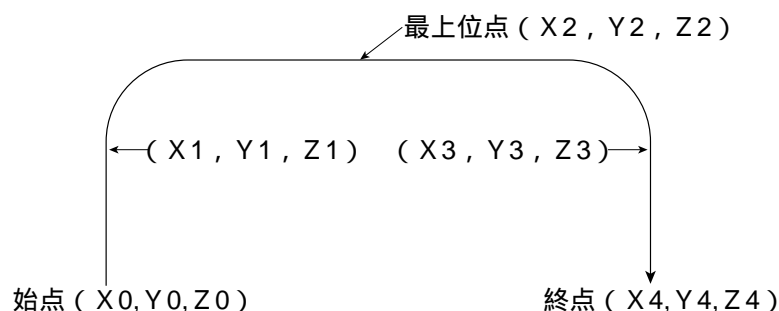 最上位点（X2，Y2，Z2）
（X1，Y1，Z1）（X3，Y3，Z3）
始点（X0,Y0,Z0） 終点（X4,Y4,Z4）